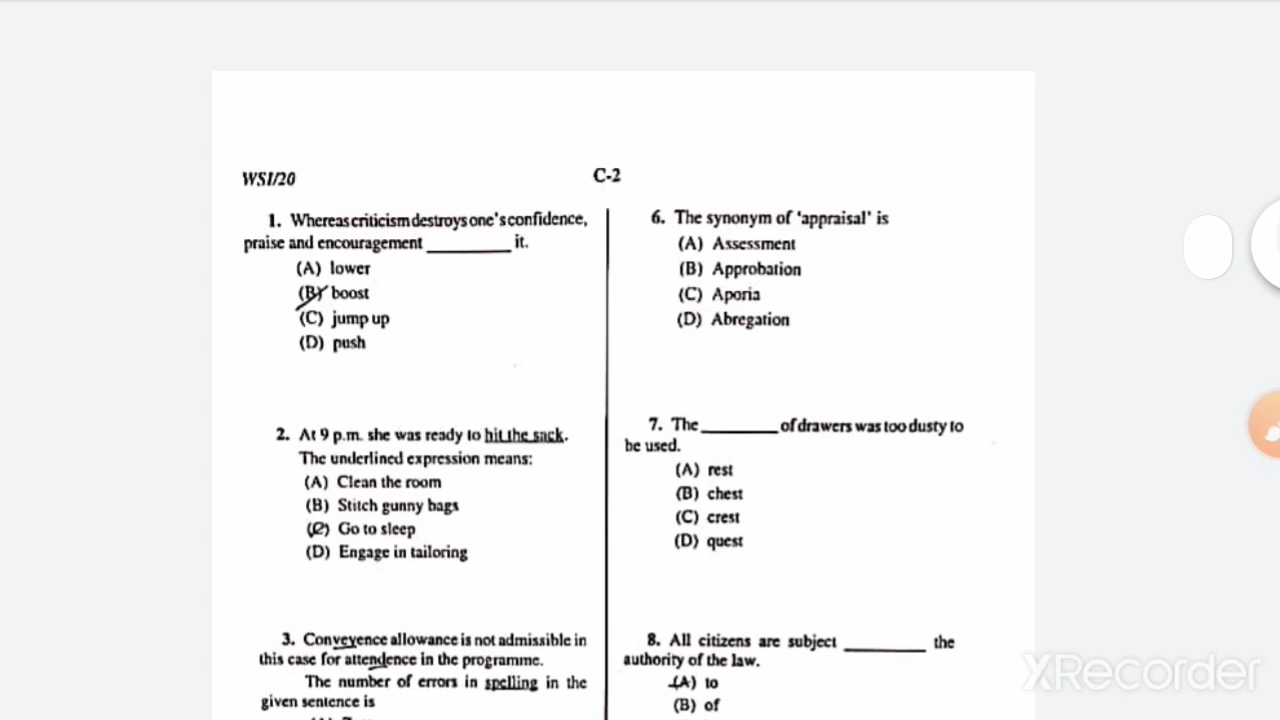 WSI/20
C-2
1. Whereas criticism destroys one's confidence,
praise and encouragement ________ it.
(A) lower
(B) boost
(C) jump up
(D) push
2. At 9 p.m. she was ready to hit the sack.
The underlined expression means:
(A) Clean the room
(B) Stitch gunny bags
(C) Go to sleep
(D) Engage in tailoring
3. Conveyence allowance is not admissible in
this case for attendence in the programme.
The number of errors in spelling in the
given sentence is
6. The synonym of 'appraisal' is
(A) Assessment
(B) Approbation
(C) Aporia
(D) Abregation
7. The ________ of drawers was too dusty to
be used.
(A) rest
(B) chest
(C) crest
(D) quest
8. All citizens are subject ________ the
authority of the law.
(A) to
(B) of
XRecorder